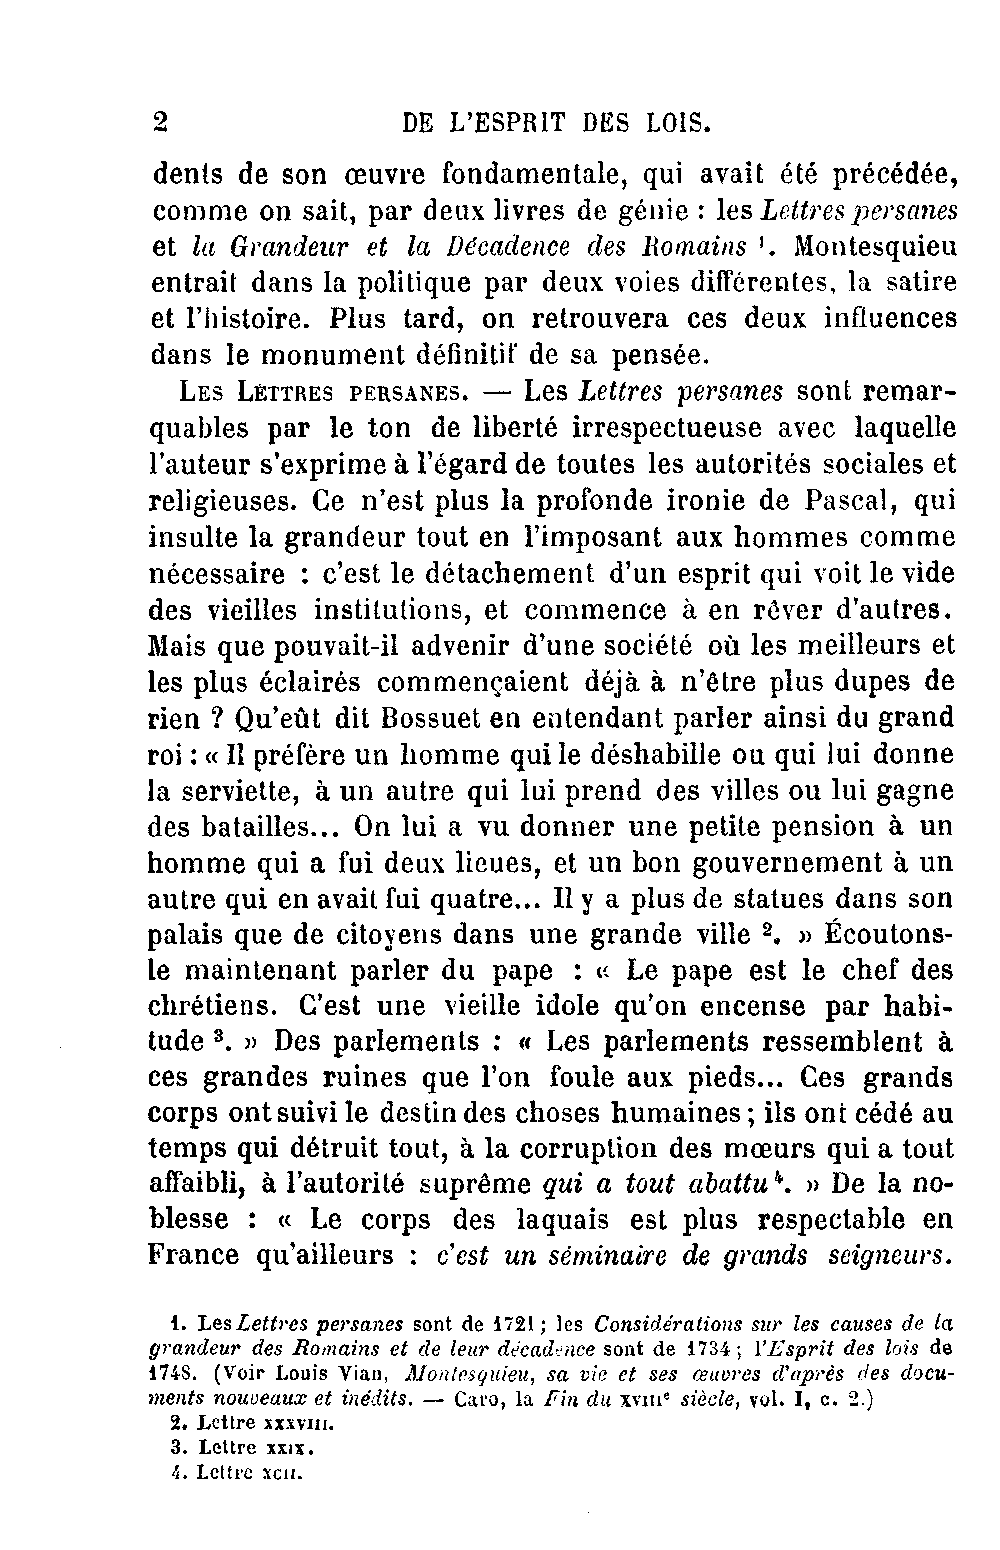 2 DE L'ESPRIT DES LOIS.
dents de son œuvre fondamentale, qui avait été précédée,
comme on sait, par deux livres de génie : les Lettres persanes
et la Grandeur et la Décadence des Romains ¹. Montesquieu
entrait dans la politique par deux voies différentes, la satire
et l'histoire. Plus tard, on retrouvera ces deux influences
dans le monument définitif de sa pensée.
LES LETTRES PERSANES. — Les Lettres persanes sont remar-
quables par le ton de liberté irrespectueuse avec laquelle
l'auteur s'exprime à l'égard de toutes les autorités sociales et
religieuses. Ce n'est plus la profonde ironie de Pascal, qui
insulte la grandeur tout en l'imposant aux hommes comme
nécessaire : c'est le détachement d'un esprit qui voit le vide
des vieilles institutions, et commence à en rêver d'autres.
Mais que pouvait-il advenir d'une société où les meilleurs et
les plus éclairés commençaient déjà à n'être plus dupes de
rien ? Qu'eût dit Bossuet en entendant parler ainsi du grand
roi : « Il préfère un homme qui le déshabille ou qui lui donne
la serviette, à un autre qui lui prend des villes ou lui gagne
des batailles... On lui a vu donner une petite pension à un
homme qui a fui deux lieues, et un bon gouvernement à un
autre qui en avait fui quatre... Il y a plus de statues dans son
palais que de citoyens dans une grande ville ². » Écoutons-
le maintenant parler du pape : « Le pape est le chef des
chrétiens. C'est une vieille idole qu'on encense par habi-
tude ³. » Des parlements : « Les parlements ressemblent à
ces grandes ruines que l'on foule aux pieds... Ces grands
corps ont suivi le destin des choses humaines ; ils ont cédé au
temps qui détruit tout, à la corruption des mœurs qui a tout
affaibli, à l'autorité suprême qui a tout abattu ⁴. » De la no-
blesse : « Le corps des laquais est plus respectable en
France qu'ailleurs : c'est un séminaire de grands seigneurs.
1. Les Lettres persanes sont de 1721 ; les Considérations sur les causes de la
grandeur des Romains et de leur décadence sont de 1734 ; l'Esprit des lois de
1748. (Voir Louis Vian, Montesquieu, sa vie et ses œuvres d'après des docu-
ments nouveaux et inédits. — Caro, la Fin du XVIIIe siècle, vol. I, c. 2.)
2. Lettre XXXVIII.
3. Lettre XXIX.
4. Lettre XCII.